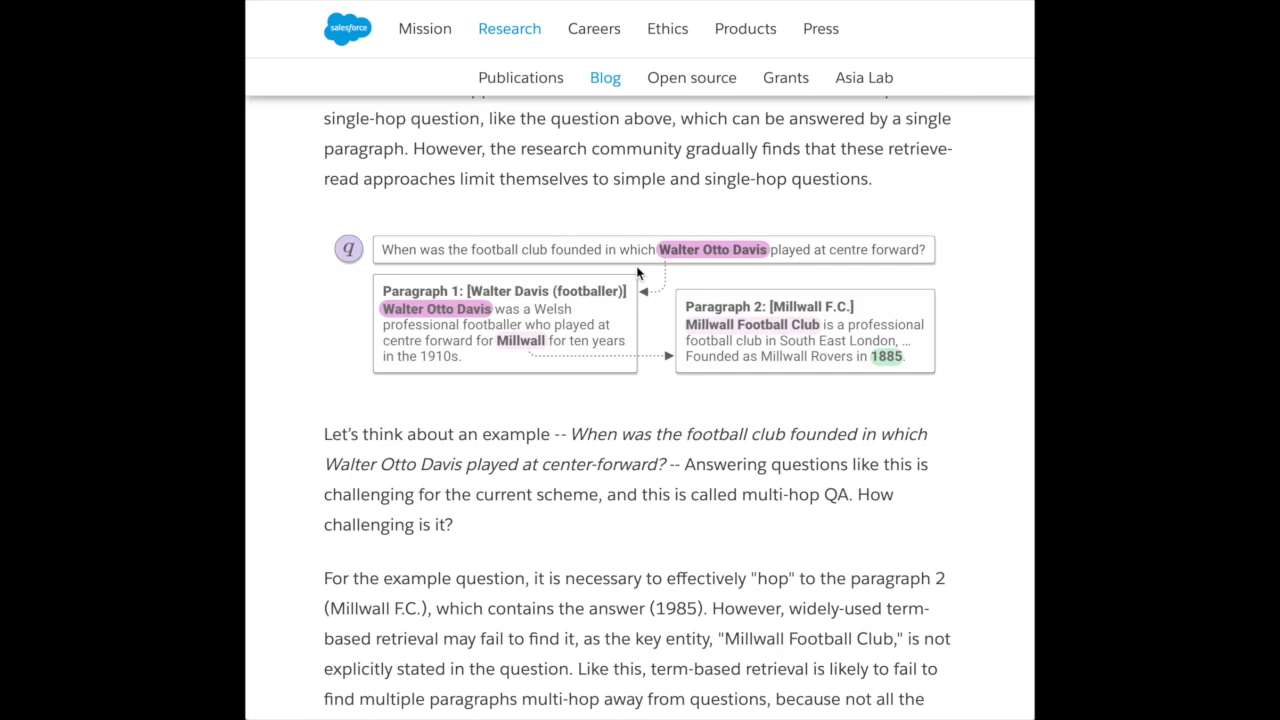 salesforce
Mission Research Careers Ethics Products Press
Publications Blog Open source Grants Asia Lab
single-hop question, like the question above, which can be answered by a single
paragraph. However, the research community gradually finds that these retrieve-
read approaches limit themselves to simple and single-hop questions.
q
When was the football club founded in which Walter Otto Davis played at centre forward?
Paragraph 1: [Walter Davis (footballer)]
Walter Otto Davis was a Welsh
professional footballer who played at
centre forward for Millwall for ten years
in the 1910s.
Paragraph 2: [Millwall F.C.]
Millwall Football Club is a professional
football club in South East London, ...
Founded as Millwall Rovers in 1885.
Let's think about an example -- When was the football club founded in which
Walter Otto Davis played at center-forward? -- Answering questions like this is
challenging for the current scheme, and this is called multi-hop QA. How
challenging is it?
For the example question, it is necessary to effectively "hop" to the paragraph 2
(Millwall F.C.), which contains the answer (1985). However, widely-used term-
based retrieval may fail to find it, as the key entity, "Millwall Football Club," is not
explicitly stated in the question. Like this, term-based retrieval is likely to fail to
find multiple paragraphs multi-hop away from questions, because not all the